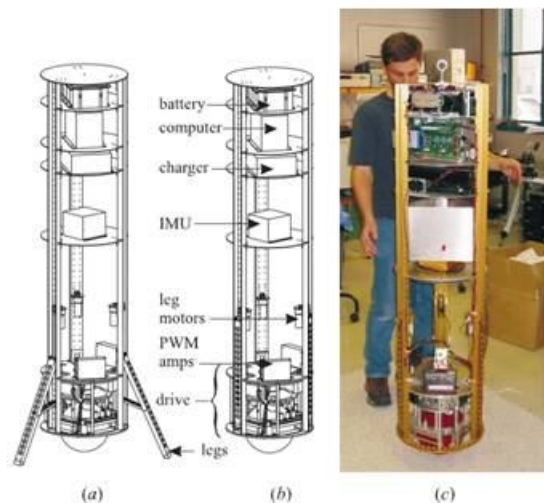 battery
computer
charger
IMU
leg
motors
PWM
amps
drive
legs
(a)
(b)
(c)